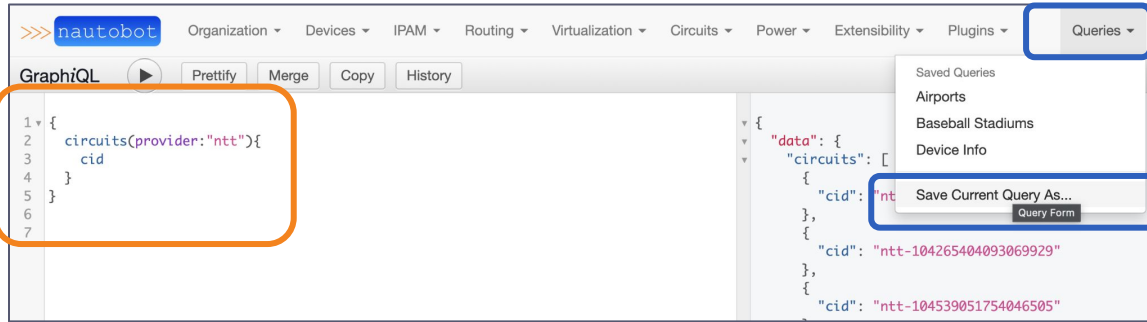 >>> nautobot Organization Devices IPAM Routing Virtualization Circuits Power Extensibility Plugins Queries
GraphiQL Prettify Merge Copy History
Saved Queries
Airports
Baseball Stadiums
Device Info
Save Current Query As...
Query Form
1 {
2 circuits(provider:"ntt"){
3 cid
4 }
5 }
6
7
{
"data": {
"circuits": [
{
"cid": "nt
},
{
"cid": "ntt-104265404093069929"
},
{
"cid": "ntt-104539051754046505"